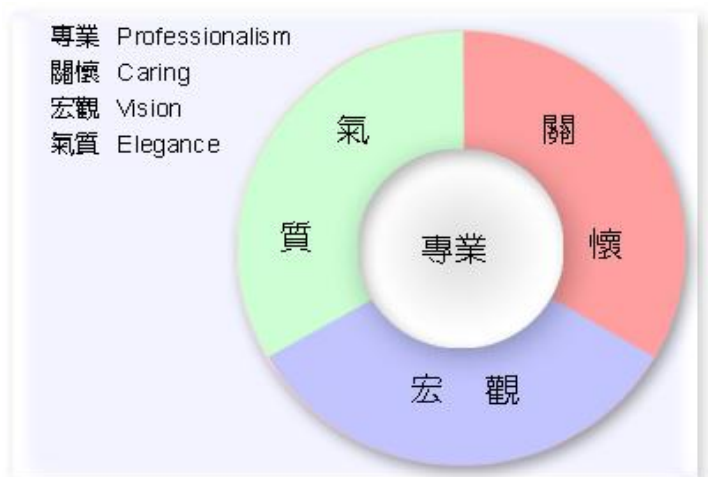 專業 Professionalism
關懷 Caring
宏觀 Vision
氣質 Elegance
氣質
關懷
專業
宏觀